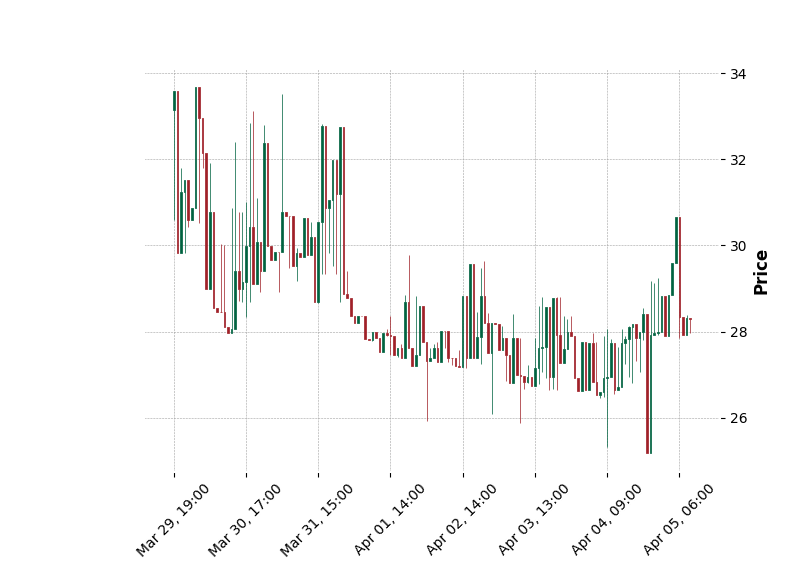 34
32
30
28
26
Price
Mar 29, 19:00
Mar 30, 17:00
Mar 31, 15:00
Apr 01, 14:00
Apr 02, 14:00
Apr 03, 13:00
Apr 04, 09:00
Apr 05, 06:00